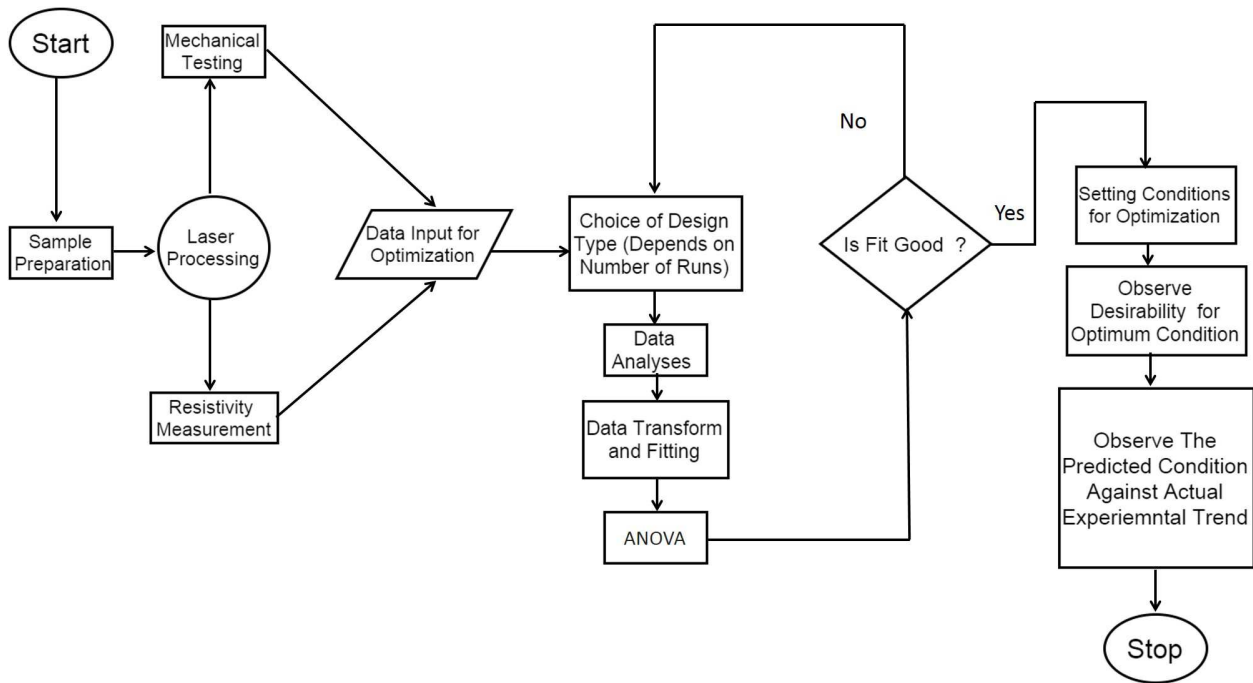 Start
Sample
Preparation
Laser
Processing
Mechanical
Testing
Resistivity
Measurement
Data Input for
Optimization
Choice of Design
Type (Depends on
Number of Runs)
Data
Analyses
Data Transform
and Fitting
ANOVA
Is Fit Good ?
No
Yes
Setting Conditions
for Optimization
Observe
Desirability for
Optimum Condition
Observe The
Predicted Condition
Against Actual
Experiemntal Trend
Stop